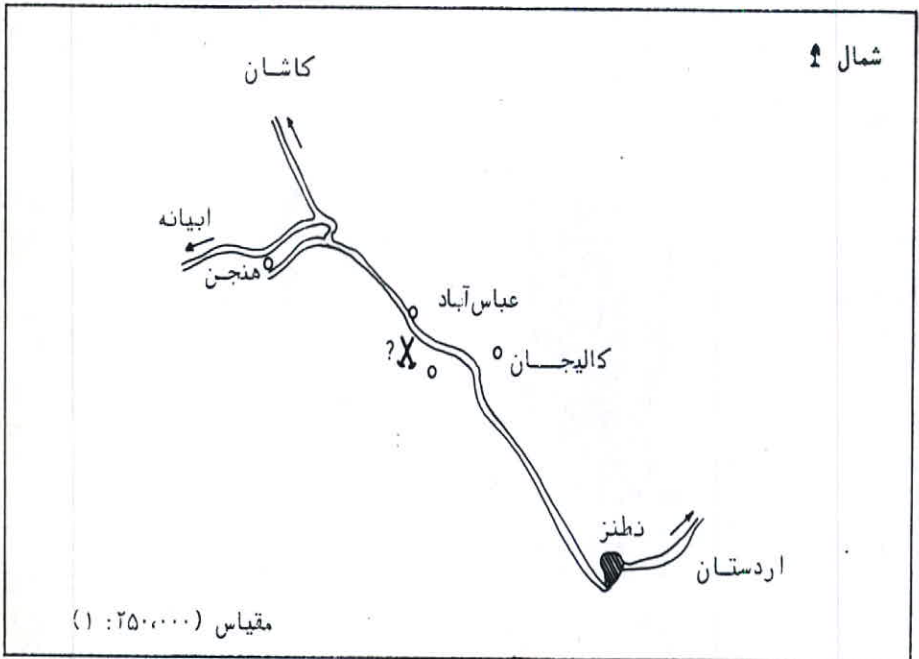 شمال
کاشان
ابیانه
هنجن
عباس‌آباد
?
کالیجان
نطنز
اردستان
مقیاس (۲۵۰،۰۰۰ : ۱)